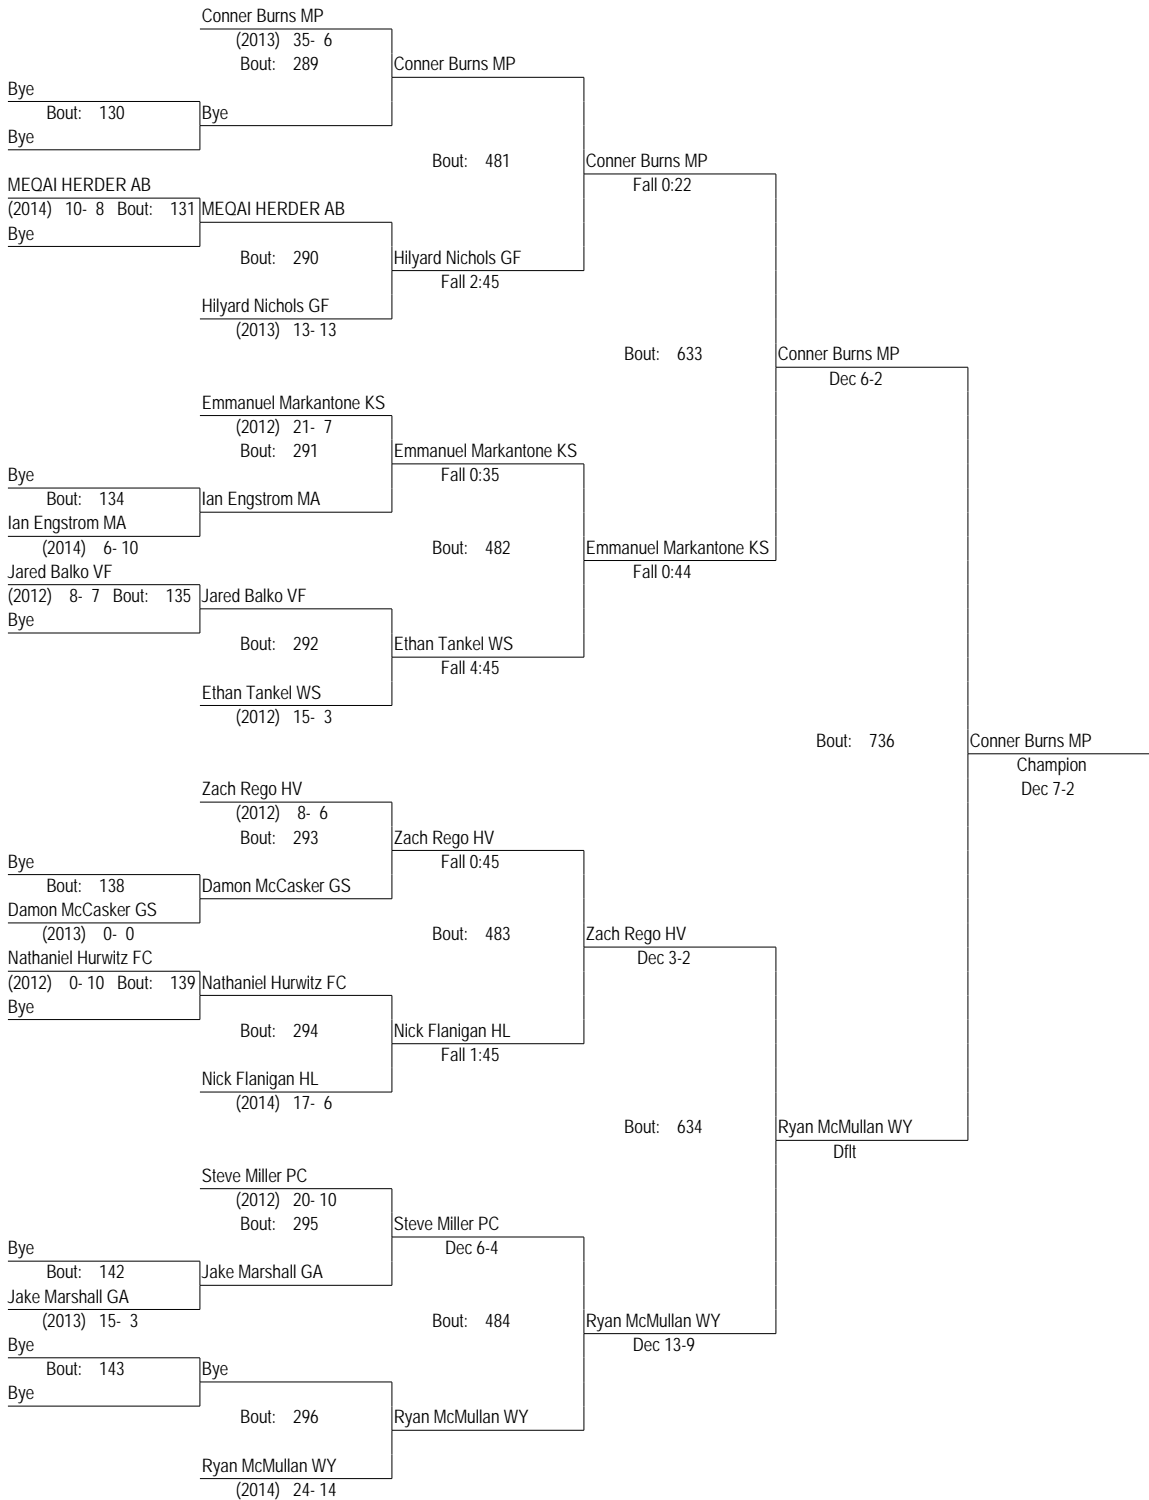 Conner Burns MP
(2013) 35- 6
Bout: 289
Conner Burns MP
Bye
Bout: 130
Bye
Bye
Bout: 481
Conner Burns MP
Fall 0:22
MEQAI HERDER AB
(2014) 10- 8 Bout: 131
MEQAI HERDER AB
Bye
Bout: 290
Hilyard Nichols GF
Fall 2:45
Hilyard Nichols GF
(2013) 13- 13
Bout: 633
Conner Burns MP
Dec 6-2
Emmanuel Markantone KS
(2012) 21- 7
Bout: 291
Emmanuel Markantone KS
Fall 0:35
Bye
Bout: 134
Ian Engstrom MA
Ian Engstrom MA
(2014) 6- 10
Bout: 482
Emmanuel Markantone KS
Fall 0:44
Jared Balko VF
(2012) 8- 7 Bout: 135
Jared Balko VF
Bye
Bout: 292
Ethan Tankel WS
Fall 4:45
Ethan Tankel WS
(2012) 15- 3
Bout: 736
Conner Burns MP
Champion
Dec 7-2
Zach Rego HV
(2012) 8- 6
Bout: 293
Zach Rego HV
Fall 0:45
Bye
Bout: 138
Damon McCasker GS
Damon McCasker GS
(2013) 0- 0
Bout: 483
Zach Rego HV
Dec 3-2
Nathaniel Hurwitz FC
(2012) 0- 10 Bout: 139
Nathaniel Hurwitz FC
Bye
Bout: 294
Nick Flanigan HL
Fall 1:45
Nick Flanigan HL
(2014) 17- 6
Bout: 634
Ryan McMullan WY
Dflt
Steve Miller PC
(2012) 20- 10
Bout: 295
Steve Miller PC
Dec 6-4
Bye
Bout: 142
Jake Marshall GA
Jake Marshall GA
(2013) 15- 3
Bout: 484
Ryan McMullan WY
Dec 13-9
Bye
Bout: 143
Bye
Bye
Bout: 296
Ryan McMullan WY
Ryan McMullan WY
(2014) 24- 14